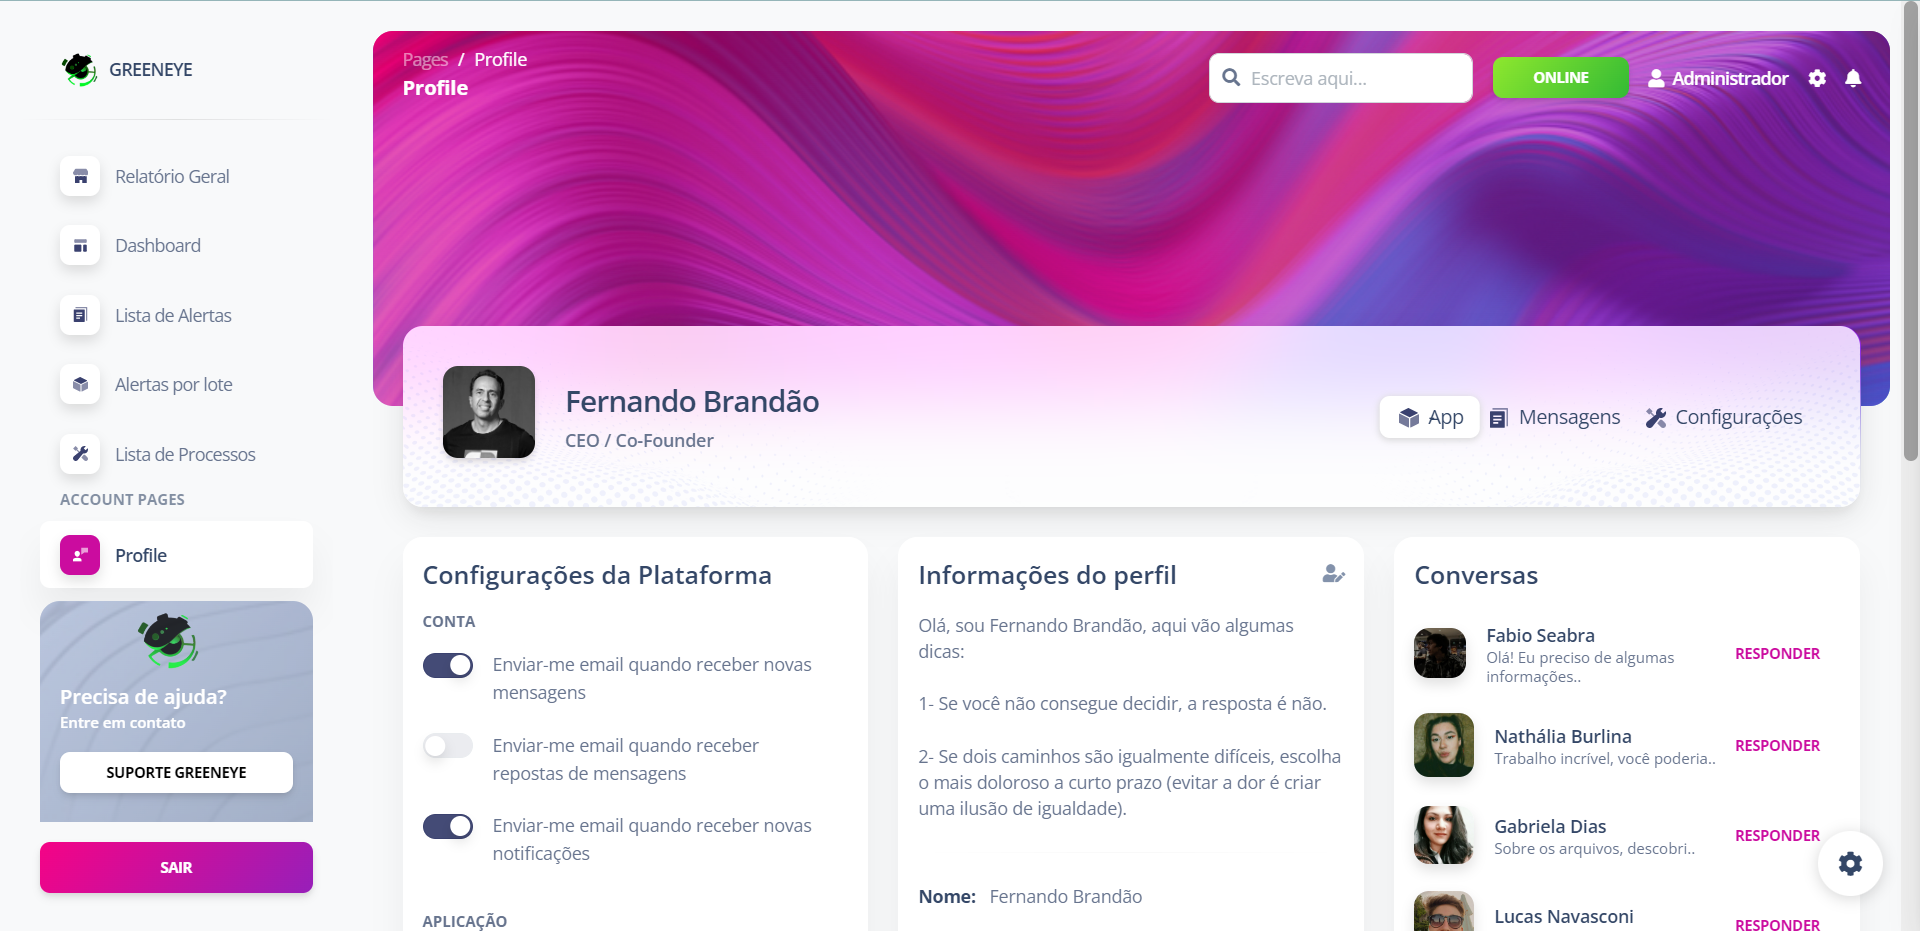 GREENEYE
Relatório Geral
Dashboard
Lista de Alertas
Alertas por lote
Lista de Processos
ACCOUNT PAGES
Profile
Precisa de ajuda?
Entre em contato
SUPORTE GREENEYE
SAIR
Pages / Profile
Profile
Escreva aqui...
ONLINE
Administrador
Fernando Brandão
CEO / Co-Founder
App
Mensagens
Configurações
Configurações da Plataforma
CONTA
Enviar-me email quando receber novas
mensagens
Enviar-me email quando receber
repostas de mensagens
Enviar-me email quando receber novas
notificações
APLICAÇÃO
Informações do perfil
Olá, sou Fernando Brandão, aqui vão algumas
dicas:
1- Se você não consegue decidir, a resposta é não.
2- Se dois caminhos são igualmente difíceis, escolha
o mais doloroso a curto prazo (evitar a dor é criar
uma ilusão de igualdade).
Nome: Fernando Brandão
Conversas
Fabio Seabra
Olá! Eu preciso de algumas
informações..
RESPONDER
Nathália Burlina
Trabalho incrível, você poderia..
RESPONDER
Gabriela Dias
Sobre os arquivos, descobri..
RESPONDER
Lucas Navasconi
RESPONDER